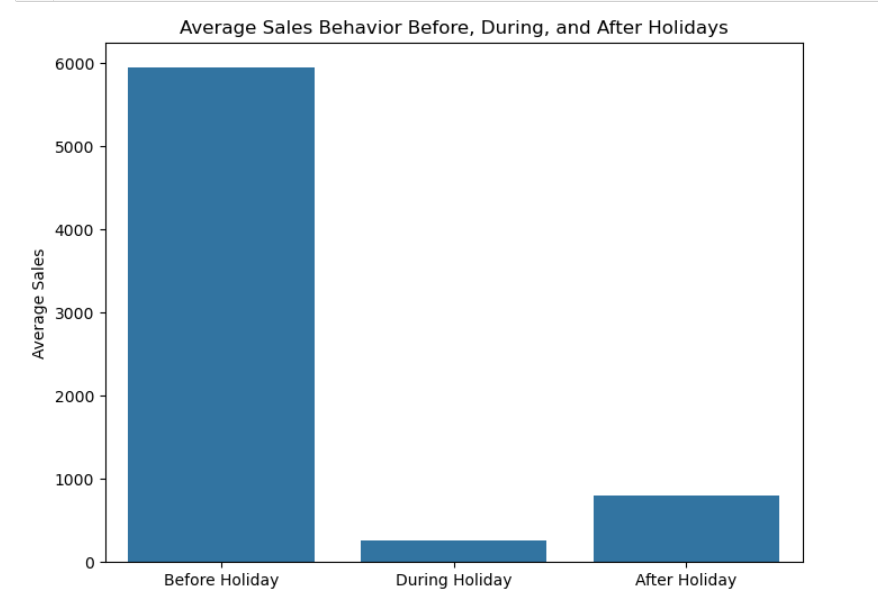 Average Sales Behavior Before, During, and After Holidays
6000
5000
4000
3000
2000
1000
0
Average Sales
Before Holiday
During Holiday
After Holiday